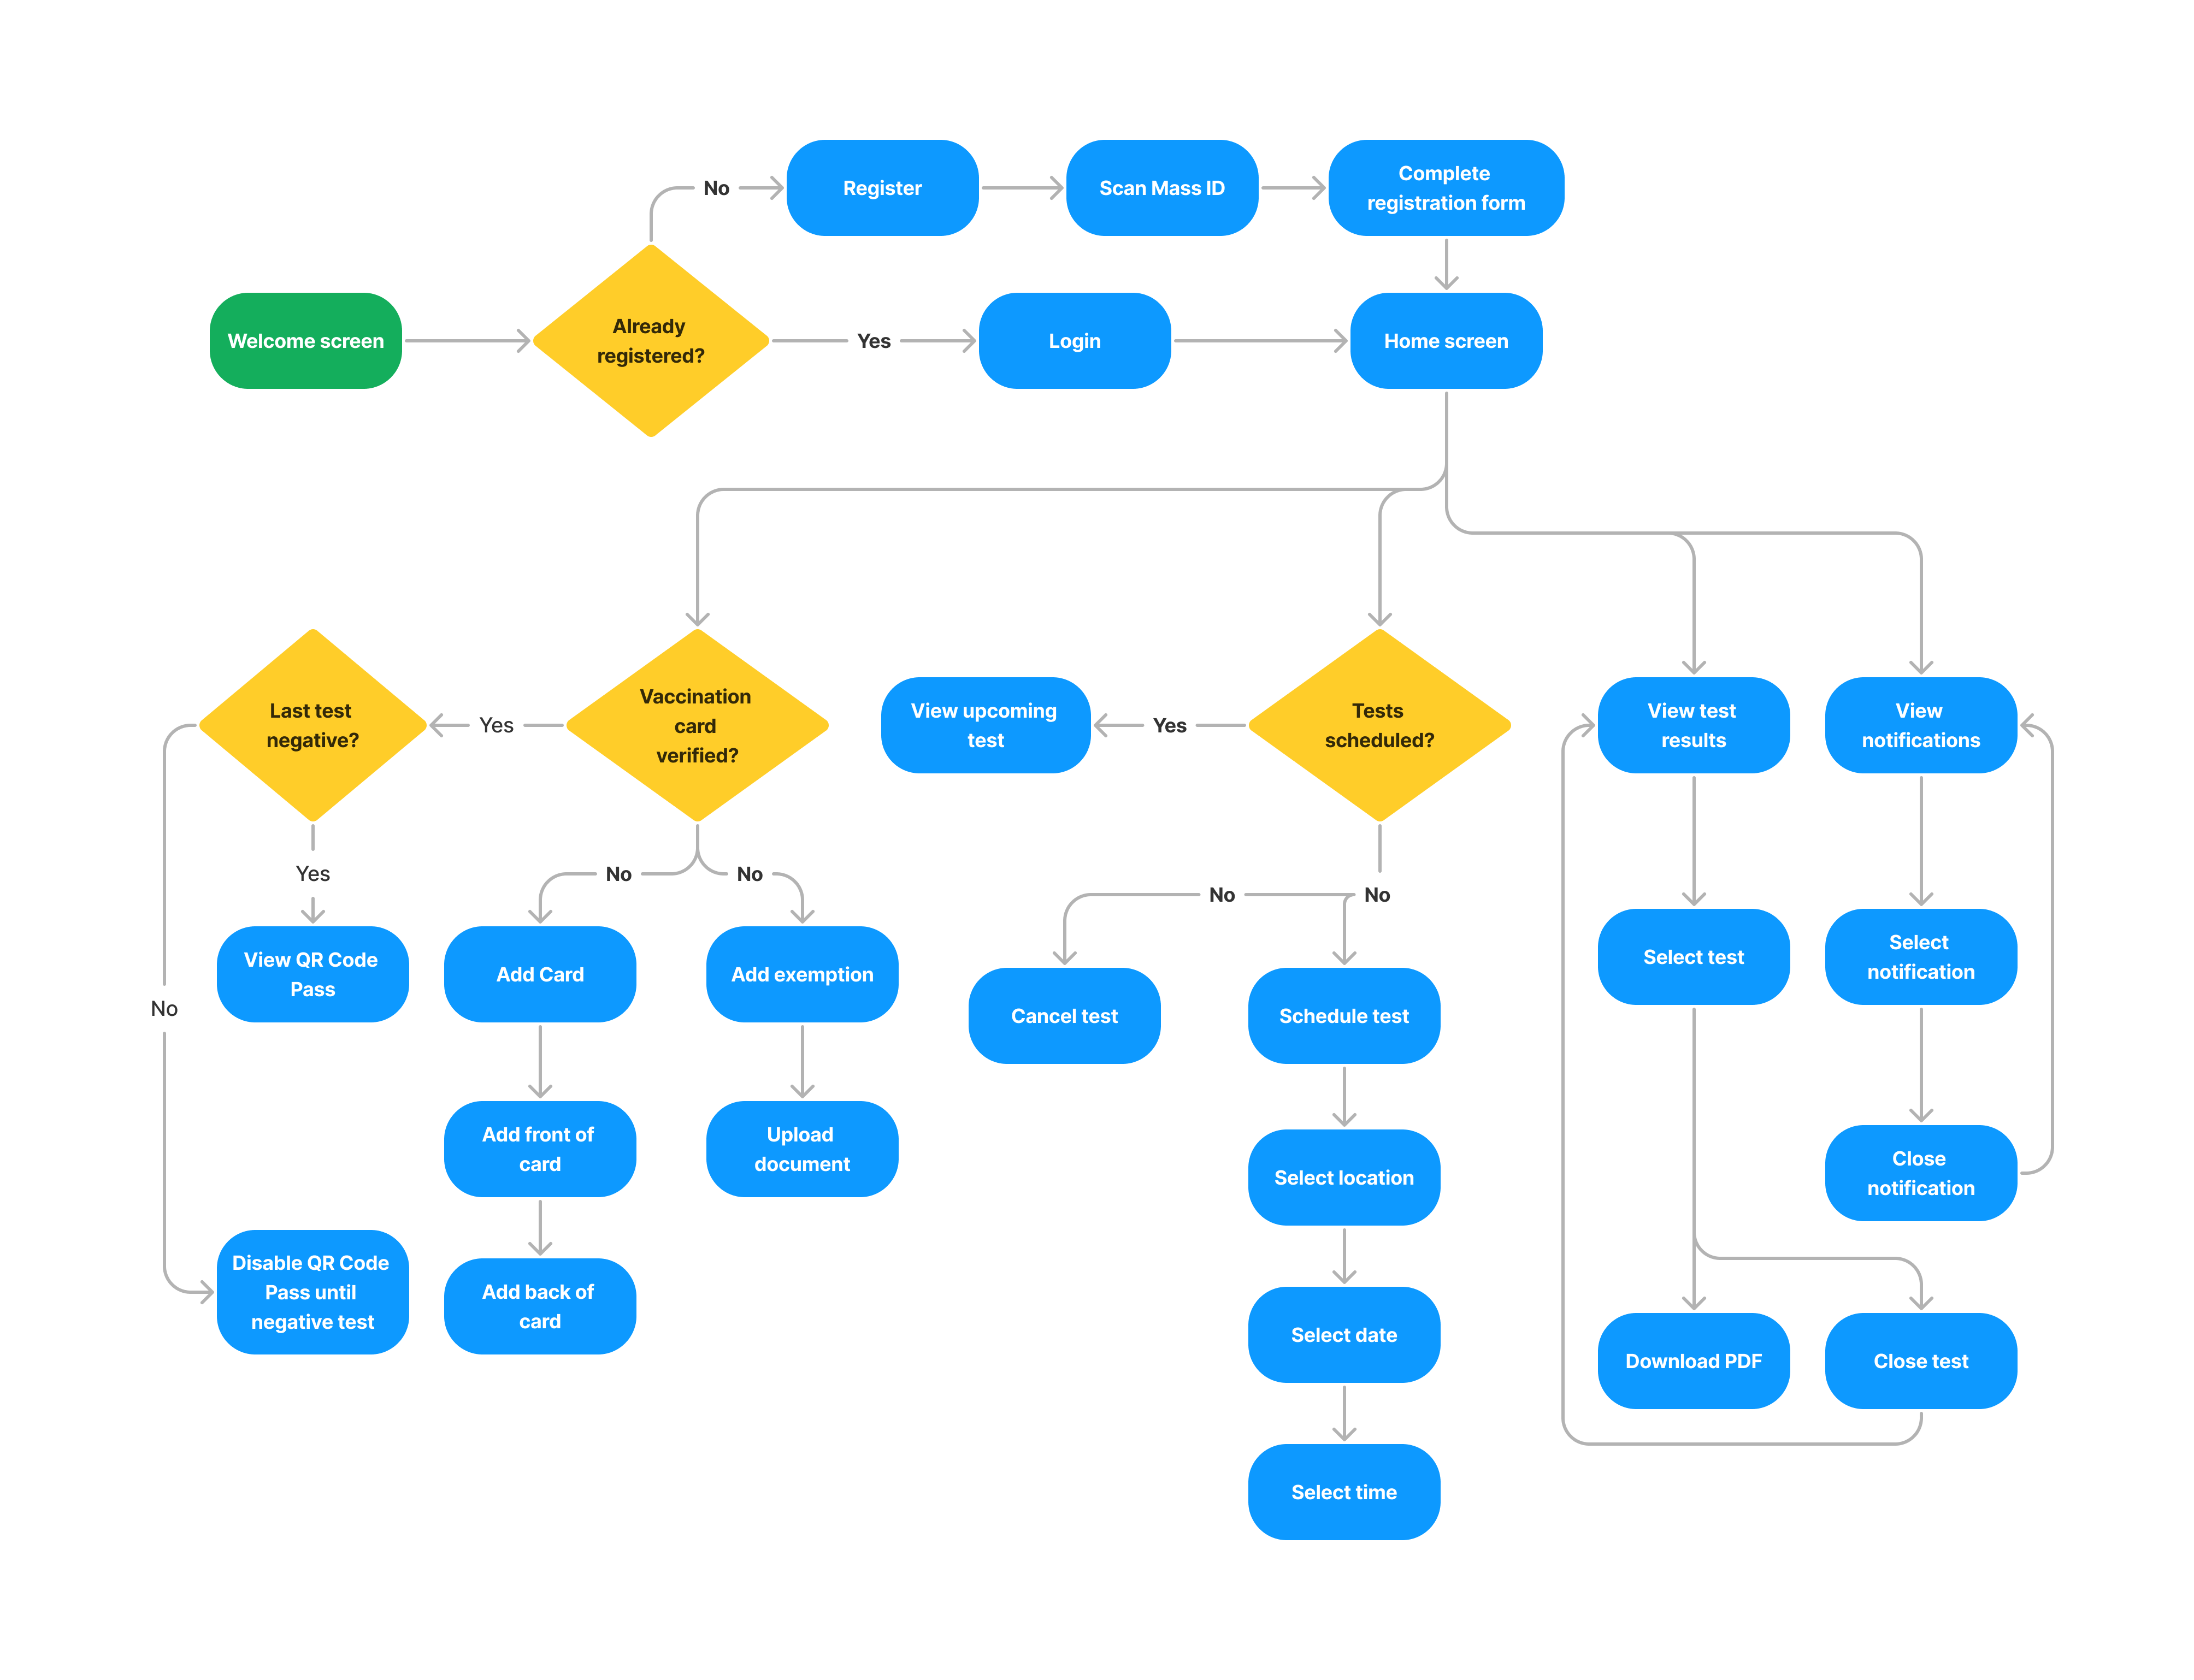 No
Register
Scan Mass ID
Complete
registration form
Welcome screen
Already
registered?
Yes
Login
Home screen
Last test
negative?
Yes
Vaccination
card
verified?
View upcoming
test
Yes
Tests
scheduled?
View test
results
View
notifications
Yes
No
No
No
No
View QR Code
Pass
Add Card
Add exemption
Cancel test
Schedule test
Select test
Select
notification
No
Add front of
card
Upload
document
Select location
Close
notification
Disable QR Code
Pass until
negative test
Add back of
card
Select date
Download PDF
Close test
Select time